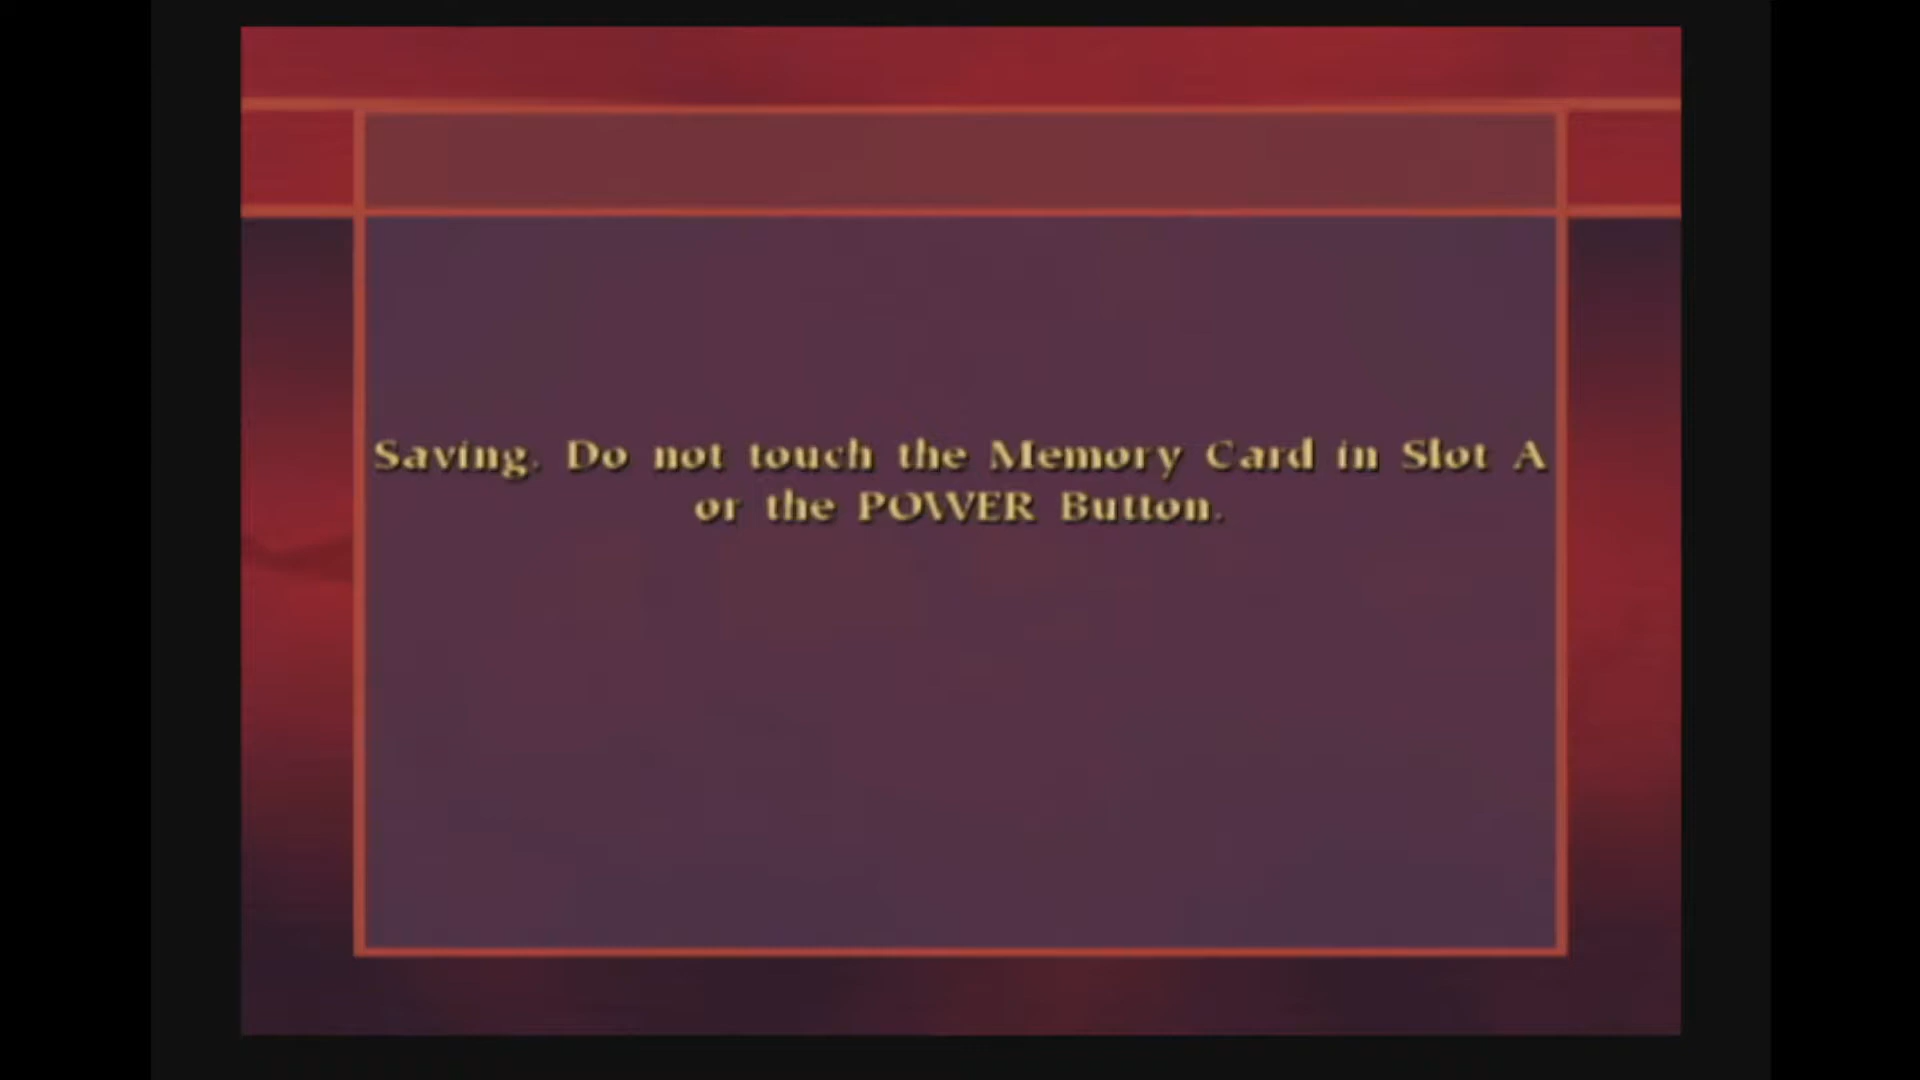 Saving. Do not touch the Memory Card in Slot A
or the POWER Button.